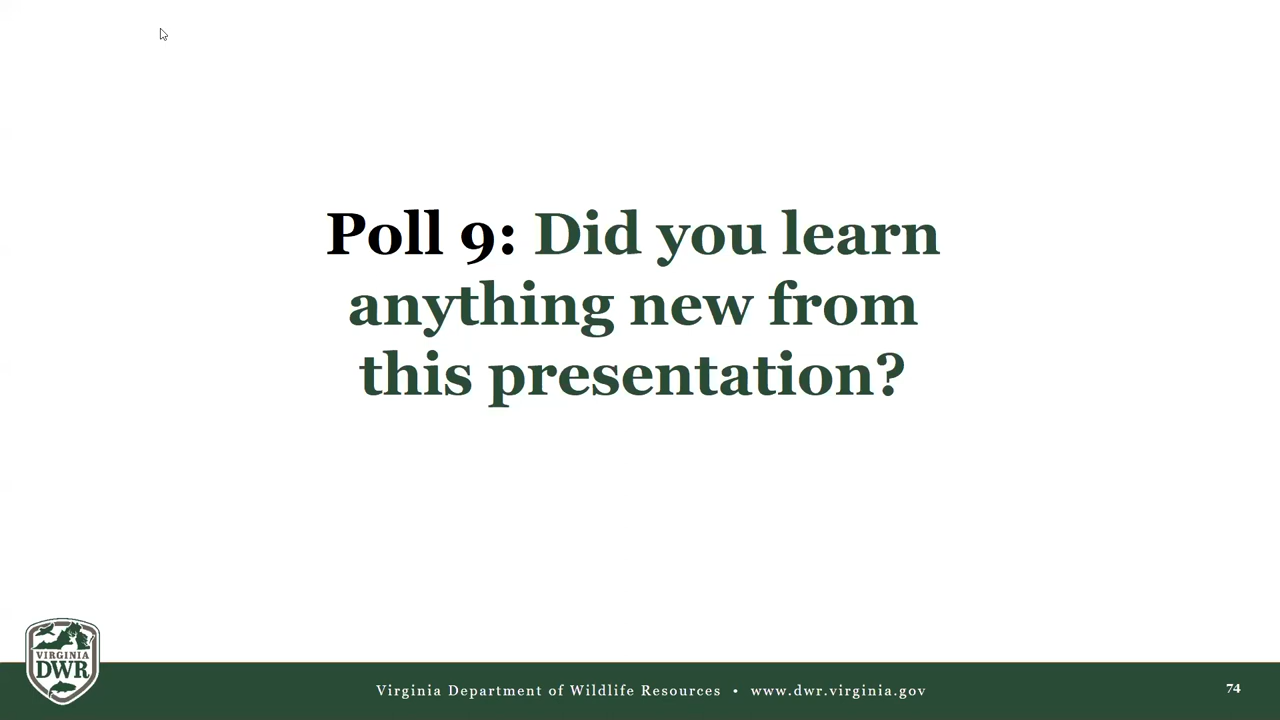 Poll 9: Did you learn
anything new from
this presentation?
VIRGINIA
DWR
Virginia Department of Wildlife Resources • www.dwr.virginia.gov
74